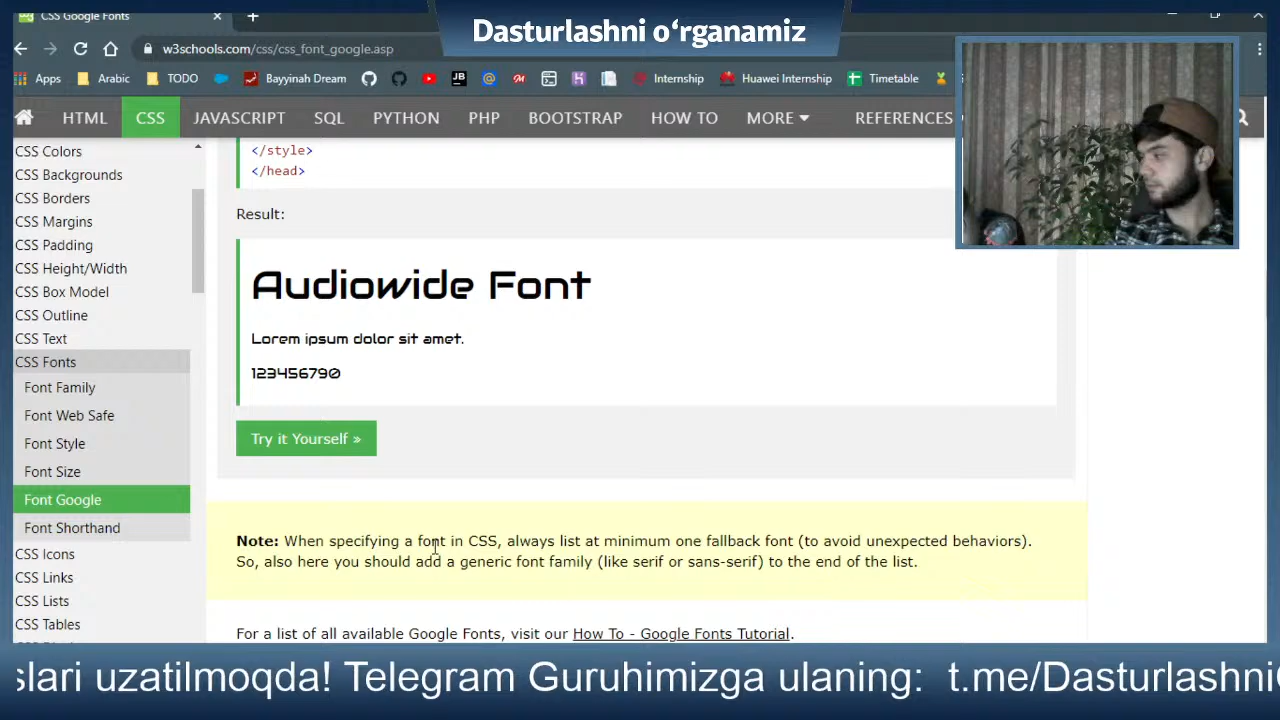 CSS Google Fonts
Dasturlashni o‘rganamiz
w3schools.com/css/css_font_google.asp
Apps
Arabic
TODO
Bayyinah Dream
JB
Internship
Huawei Internship
Timetable
HTML
CSS
JAVASCRIPT
SQL
PYTHON
PHP
BOOTSTRAP
HOW TO
MORE
REFERENCES
CSS Colors
CSS Backgrounds
CSS Borders
CSS Margins
CSS Padding
CSS Height/Width
CSS Box Model
CSS Outline
CSS Text
CSS Fonts
Font Family
Font Web Safe
Font Style
Font Size
Font Google
Font Shorthand
CSS Icons
CSS Links
CSS Lists
CSS Tables
</style>
</head>
Result:
Audiowide Font
Lorem ipsum dolor sit amet.
123456790
Try it Yourself »
Note: When specifying a font in CSS, always list at minimum one fallback font (to avoid unexpected behaviors).
So, also here you should add a generic font family (like serif or sans-serif) to the end of the list.
For a list of all available Google Fonts, visit our How To - Google Fonts Tutorial.
slari uzatilmoqda! Telegram Guruhimizga ulaning: t.me/Dasturlashni